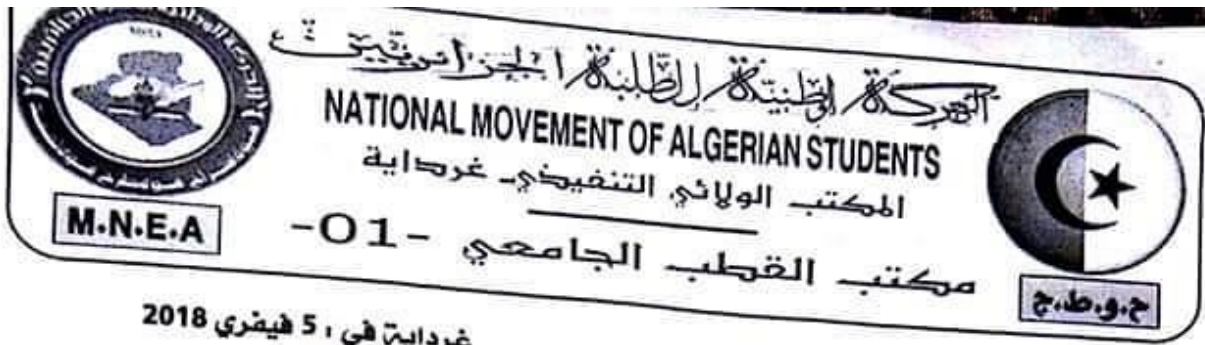 الحركة الوطنية للطلبة الجزائريين
NATIONAL MOVEMENT OF ALGERIAN STUDENTS
المكتب الولائي التنفيذي غرداية
مكتب القطب الجامعي -01-
M.N.E.A
ح.و.ط.ج
غرداية في : 5 فيفري 2018